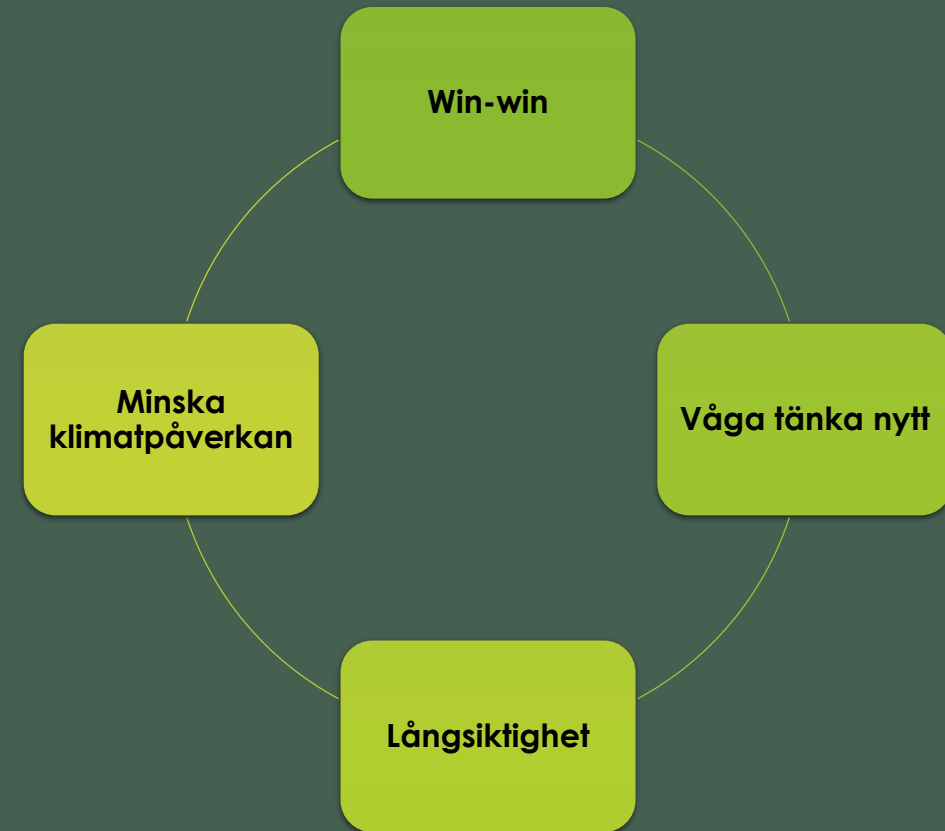 Win-win
Minska
klimatpåverkan
Våga tänka nytt
Långsiktighet